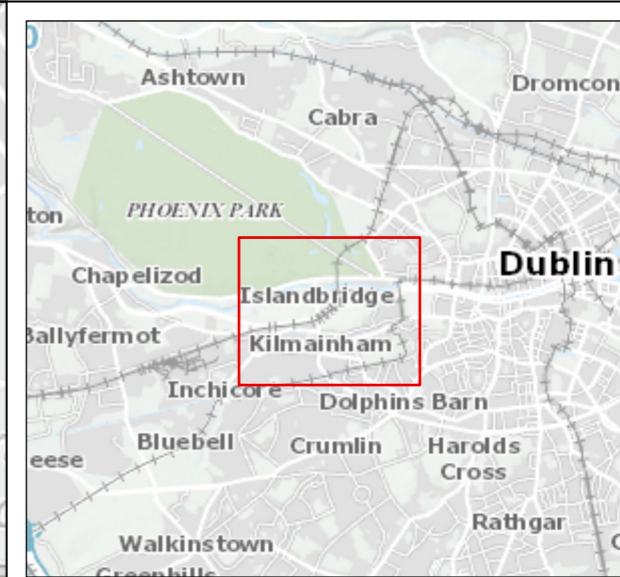 Ashtown
Dromcon
Cabra
PHOENIX PARK
ton
Dublin
Chapelizod
Islandbridge
Ballyfermot
Kilmainham
Inchicore
Dolphins Barn
Bluebell
Crumlin
Harolds
Cross
eese
Rathgar
Walkinstown
Greenhills